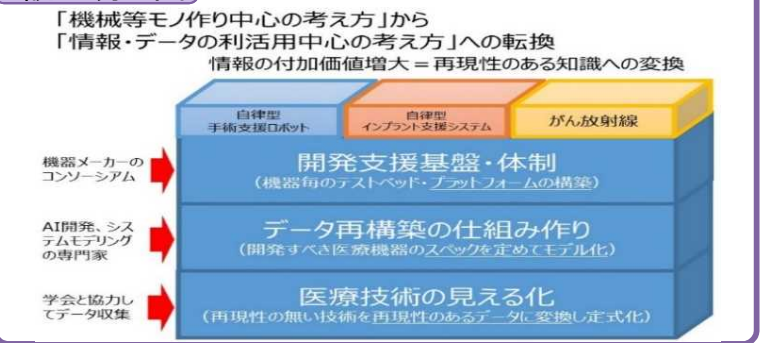 「機械等モノ作り中心の考え方」から
「情報・データの利活用中心の考え方」への転換
情報の付加価値増大=再現性のある知識への変換
自律型
手術支援ロボット
自律型
インプラント支援システム
がん放射線
機器メーカーの
コンソーシアム
開発支援基盤・体制
(機器毎のテストベッド・プラットフォームの構築)
AI開発、シス
テムモデリング
の専門家
データ再構築の仕組み作り
(開発すべき医療機器のスペックを定めてモデル化)
学会と協力し
てデータ収集
医療技術の見える化
(再現性の無い技術を再現性のあるデータに変換し定式化)